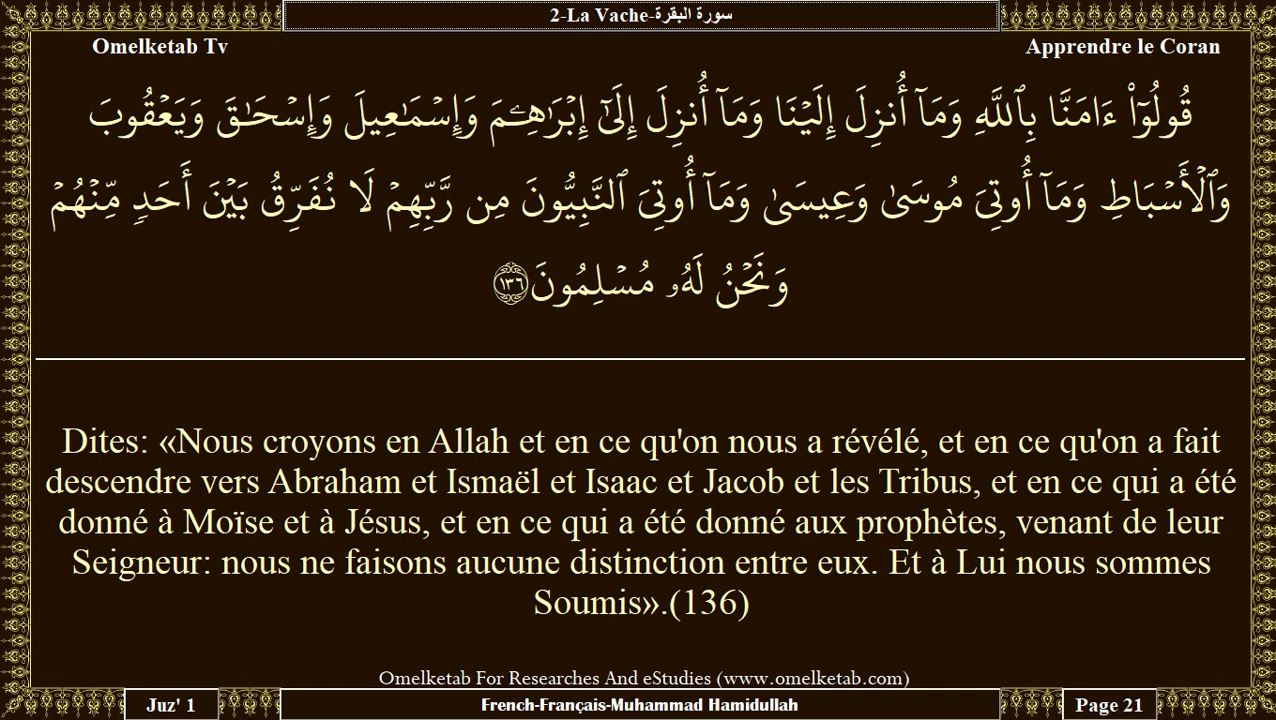 2-La Vache-سورة البقرة
Omelketab Tv
Apprendre le Coran
قُولُوٓا۟ ءَامَنَّا بِٱللَّهِ وَمَآ أُنزِلَ إِلَيْنَا وَمَآ أُنزِلَ إِلَىٰٓ إِبْرَٰهِـۧمَ وَإِسْمَـٰعِيلَ وَإِسْحَـٰقَ وَيَعْقُوبَ
وَٱلْأَسْبَاطِ وَمَآ أُوتِىَ مُوسَىٰ وَعِيسَىٰ وَمَآ أُوتِىَ ٱلنَّبِيُّونَ مِن رَّبِّهِمْ لَا نُفَرِّقُ بَيْنَ أَحَدٍ مِّنْهُمْ
وَنَحْنُ لَهُۥ مُسْلِمُونَ ١٣٦
Dites: «Nous croyons en Allah et en ce qu'on nous a révélé, et en ce qu'on a fait
descendre vers Abraham et Ismaël et Isaac et Jacob et les Tribus, et en ce qui a été
donné à Moïse et à Jésus, et en ce qui a été donné aux prophètes, venant de leur
Seigneur: nous ne faisons aucune distinction entre eux. Et à Lui nous sommes
Soumis».(136)
Omelketab For Researches And eStudies (www.omelketab.com)
Juz' 1
French-Français-Muhammad Hamidullah
Page 21